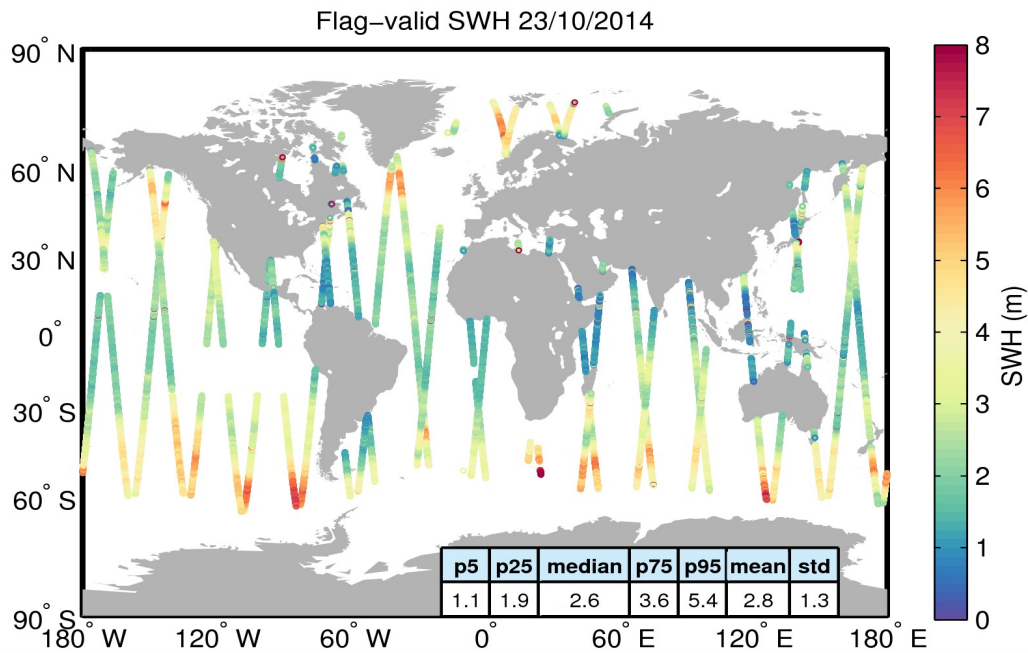 Flag−valid SWH 23/10/2014
90° N
60° N
30° N
0°
30° S
60° S
90° S
180° W
120° W
60° W
0°
60° E
120° E
180° E
p5 p25 median p75 p95 mean std
1.1 1.9 2.6 3.6 5.4 2.8 1.3
8
7
6
5
4
3
2
1
0
SWH (m)